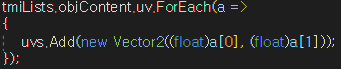 tmiLists.objContent.uv.ForEach(a =>
{
uvs.Add(new Vector2((float)a[0], (float)a[1]));
});